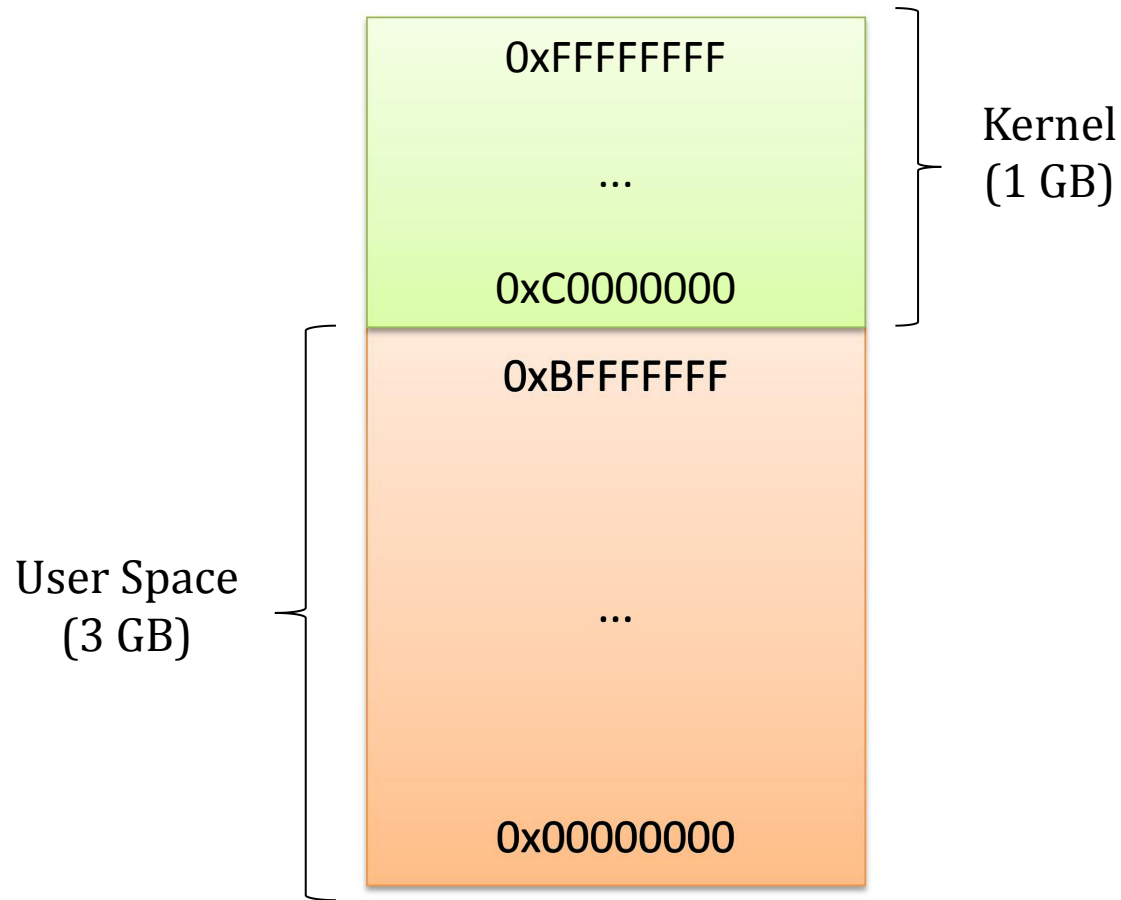 0xFFFFFFFF
...
0xC0000000
Kernel
(1 GB)
0xBFFFFFFF
...
0x00000000
User Space
(3 GB)